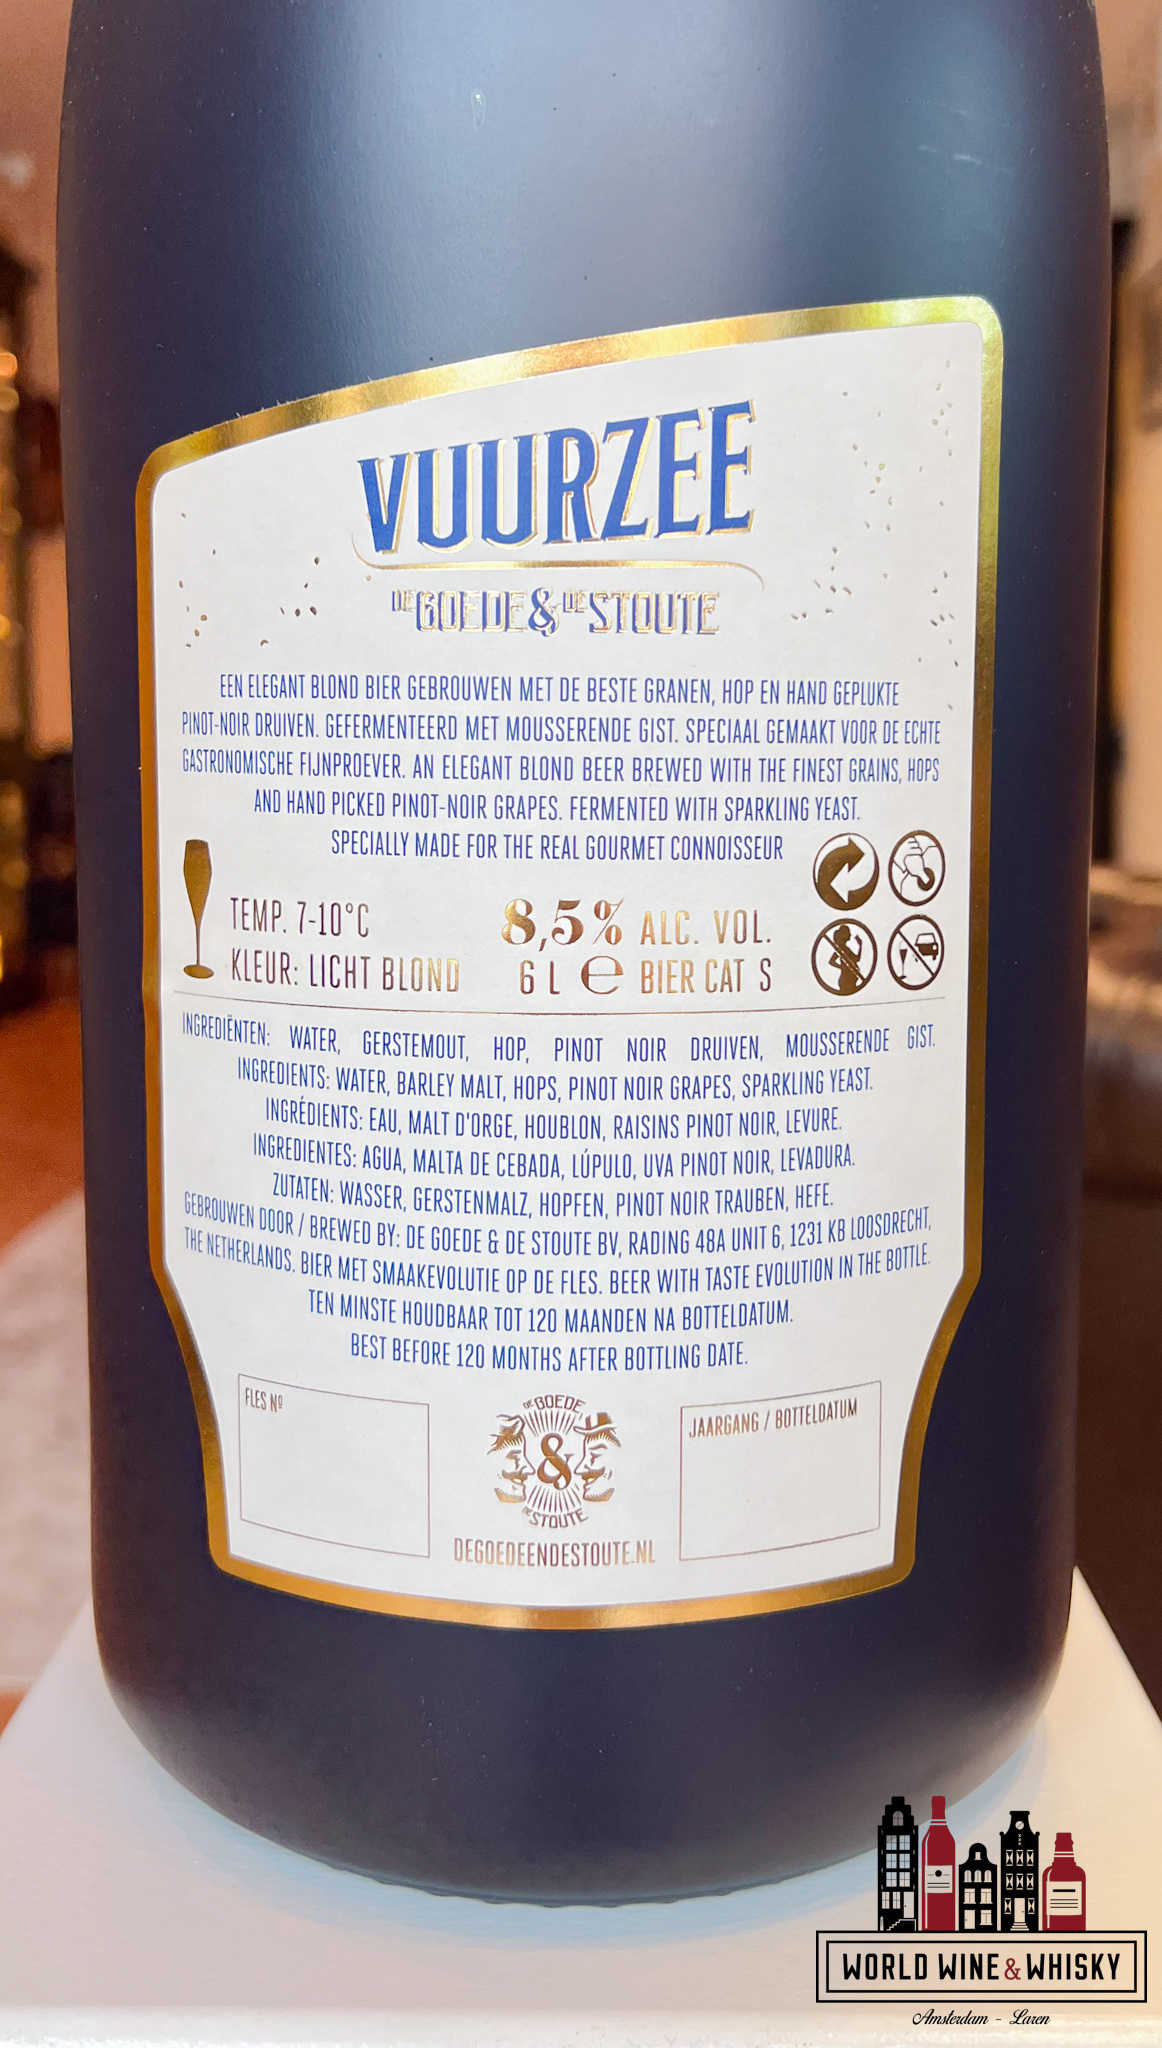 VUURZEE
DE GOEDE & DE STOUTE
EEN ELEGANT BLOND BIER GEBROUWEN MET DE BESTE GRANEN, HOP EN HAND GEPLUKTE
PINOT-NOIR DRUIVEN. GEFERMENTEERD MET MOUSSERENDE GIST. SPECIAAL GEMAAKT VOOR DE ECHTE
GASTRONOMISCHE FIJNPROEVER. AN ELEGANT BLOND BEER BREWED WITH THE FINEST GRAINS, HOPS
AND HAND PICKED PINOT-NOIR GRAPES. FERMENTED WITH SPARKLING YEAST.
SPECIALLY MADE FOR THE REAL GOURMET CONNOISSEUR
TEMP. 7-10°C
KLEUR: LICHT BLOND
8,5% ALC. VOL.
6 L ℮ BIER CAT S
INGREDIËNTEN: WATER, GERSTEMOUT, HOP, PINOT NOIR DRUIVEN, MOUSSERENDE GIST.
INGREDIENTS: WATER, BARLEY MALT, HOPS, PINOT NOIR GRAPES, SPARKLING YEAST.
INGRÉDIENTS: EAU, MALT D'ORGE, HOUBLON, RAISINS PINOT NOIR, LEVURE.
INGREDIENTES: AGUA, MALTA DE CEBADA, LÚPULO, UVA PINOT NOIR, LEVADURA.
ZUTATEN: WASSER, GERSTENMALZ, HOPFEN, PINOT NOIR TRAUBEN, HEFE.
GEBROUWEN DOOR / BREWED BY: DE GOEDE & DE STOUTE BV, RADING 48A UNIT 6, 1231 KB LOOSDRECHT,
THE NETHERLANDS. BIER MET SMAAKEVOLUTIE OP DE FLES. BEER WITH TASTE EVOLUTION IN THE BOTTLE.
TEN MINSTE HOUDBAAR TOT 120 MAANDEN NA BOTTELDATUM.
BEST BEFORE 120 MONTHS AFTER BOTTLING DATE.
FLES Nº
DE GOEDE
&
DE STOUTE
JAARGANG / BOTTELDATUM
DEGOEDEENDESTOUTE.NL
WORLD WINE & WHISKY
Amsterdam - Laren